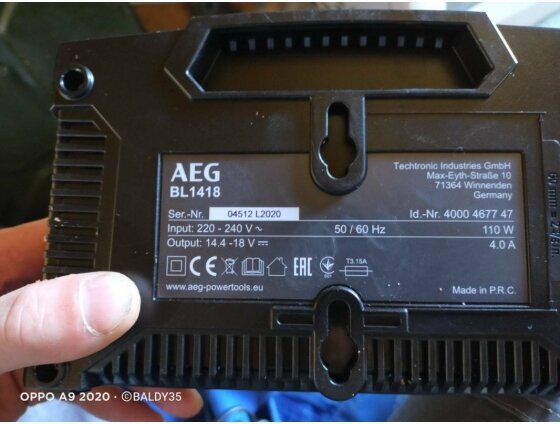 AEG
BL1418
Techtronic Industries GmbH
Max-Eyth-Straße 10
71364 Winnenden
Germany
Ser.-Nr. 04512 L2020 Id.-Nr. 4000 4677 47
Input: 220 - 240 V ~ 50 / 60 Hz 110 W
Output: 14.4 -18 V ⎓ 4.0 A
CE EAC T3.15A
www.aeg-powertools.eu Made in P.R.C.
OPPO A9 2020 · ©BALDY35